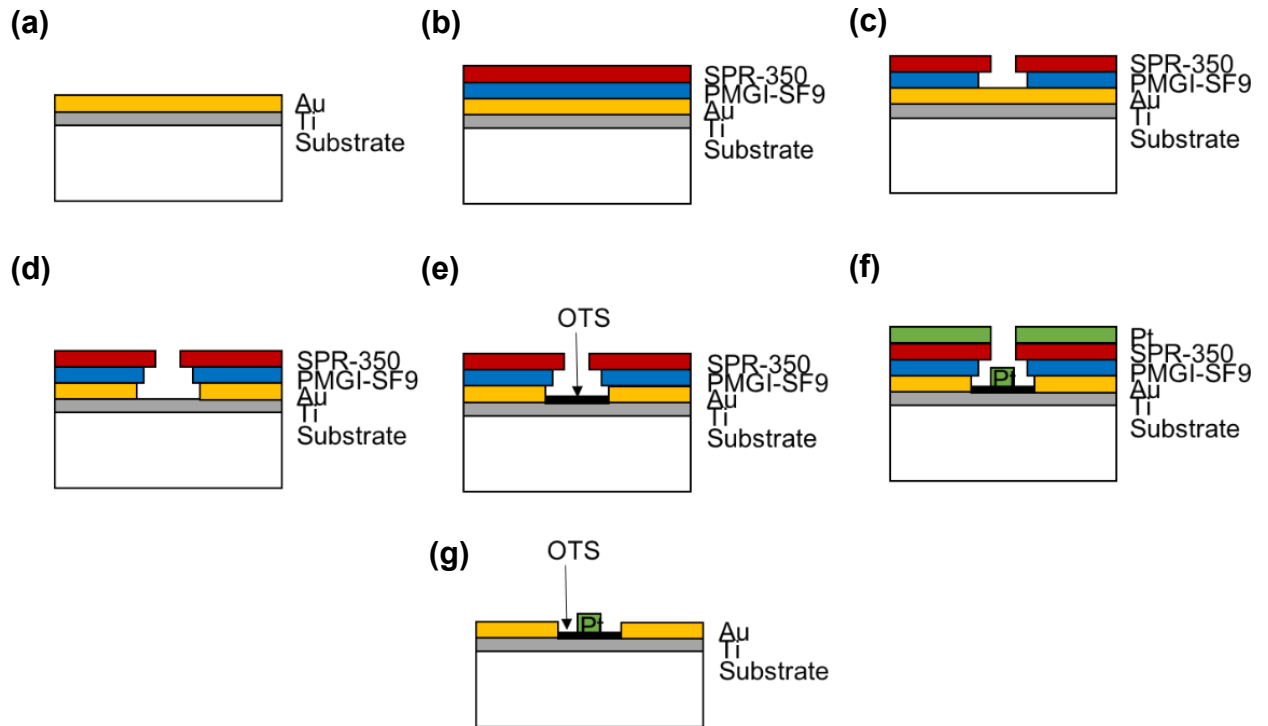 (a)
Au
Ti
Substrate
(b)
SPR-350
PMGI-SF9
Au
Ti
Substrate
(c)
SPR-350
PMGI-SF9
Au
Ti
Substrate
(d)
SPR-350
PMGI-SF9
Au
Ti
Substrate
(e)
OTS
SPR-350
PMGI-SF9
Au
Ti
Substrate
(f)
Pt
SPR-350
PMGI-SF9
Pt
Au
Ti
Substrate
(g)
OTS
Pt
Au
Ti
Substrate